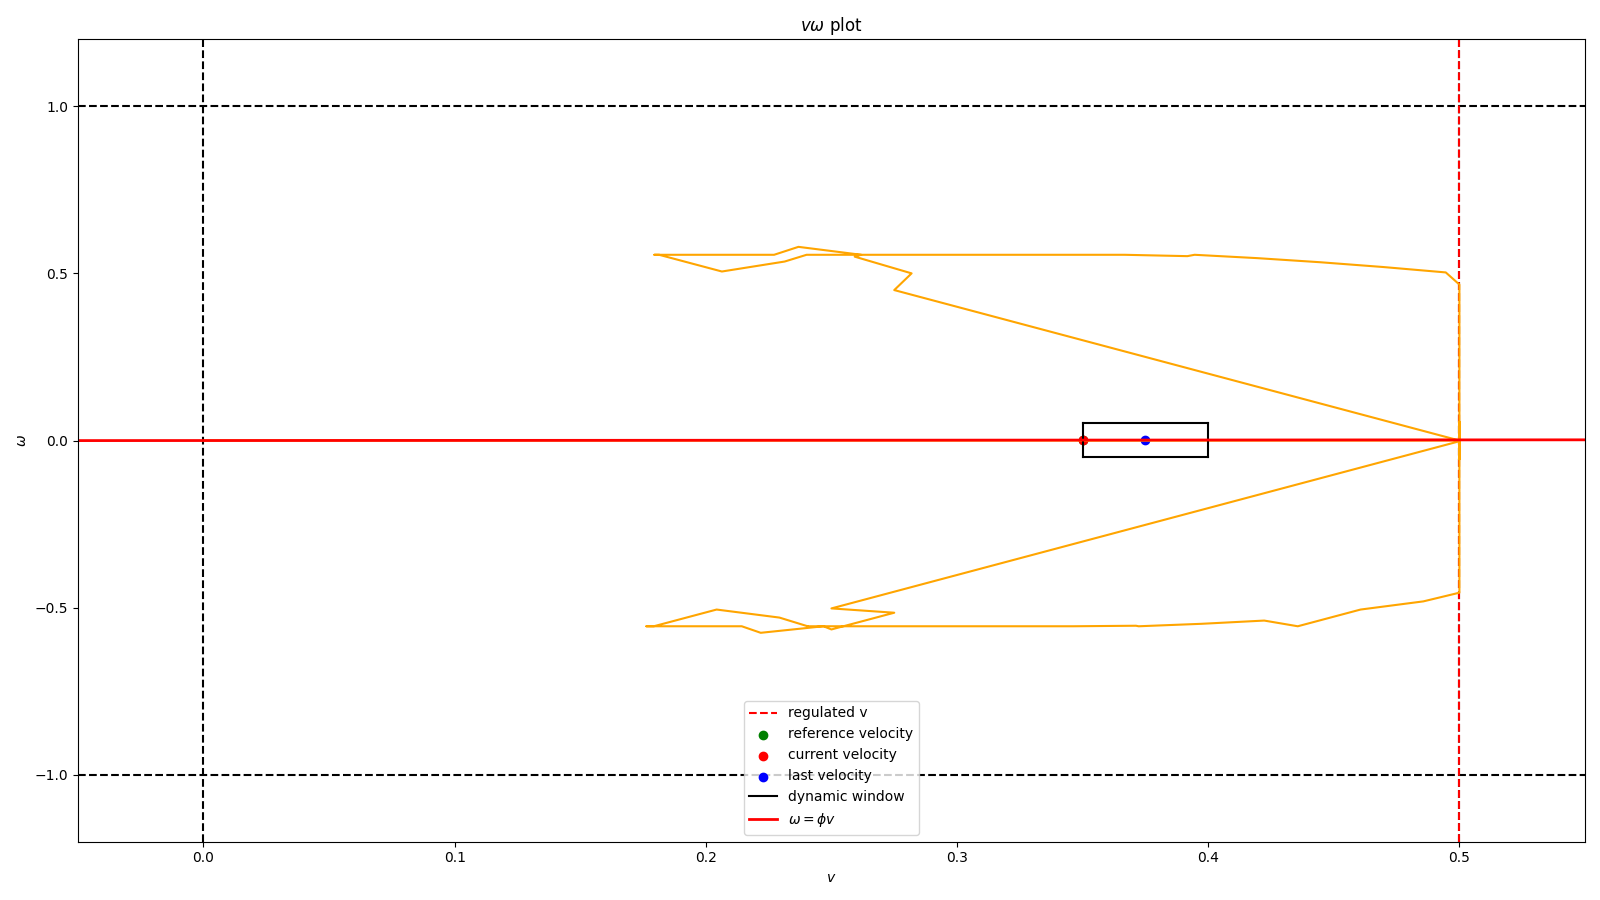 vω plot
1.0
0.5
0.0
−0.5
−1.0
ω
regulated v
reference velocity
current velocity
last velocity
dynamic window
ω = ϕv
0.0 0.1 0.2 0.3 0.4 0.5
v